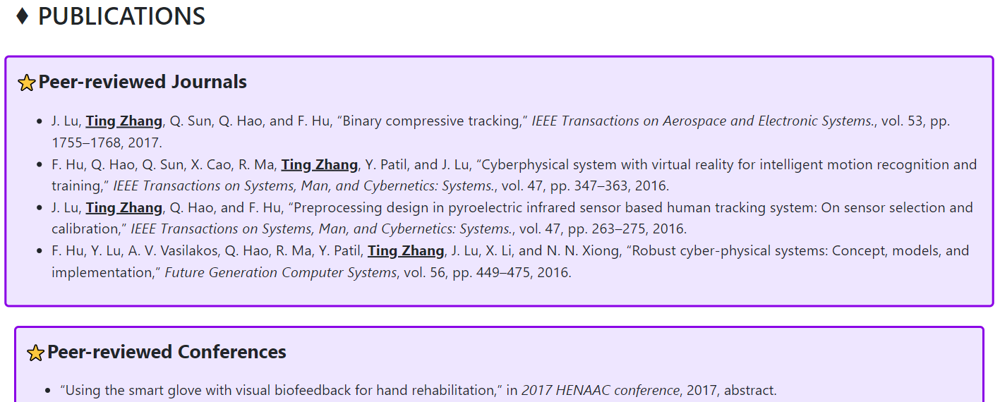 ♦ PUBLICATIONS
⭐Peer-reviewed Journals
• J. Lu, Ting Zhang, Q. Sun, Q. Hao, and F. Hu, “Binary compressive tracking,” IEEE Transactions on Aerospace and Electronic Systems., vol. 53, pp.
1755–1768, 2017.
• F. Hu, Q. Hao, Q. Sun, X. Cao, R. Ma, Ting Zhang, Y. Patil, and J. Lu, “Cyberphysical system with virtual reality for intelligent motion recognition and
training,” IEEE Transactions on Systems, Man, and Cybernetics: Systems., vol. 47, pp. 347–363, 2016.
• J. Lu, Ting Zhang, Q. Hao, and F. Hu, “Preprocessing design in pyroelectric infrared sensor based human tracking system: On sensor selection and
calibration,” IEEE Transactions on Systems, Man, and Cybernetics: Systems., vol. 47, pp. 263–275, 2016.
• F. Hu, Y. Lu, A. V. Vasilakos, Q. Hao, R. Ma, Y. Patil, Ting Zhang, J. Lu, X. Li, and N. N. Xiong, “Robust cyber-physical systems: Concept, models, and
implementation,” Future Generation Computer Systems, vol. 56, pp. 449–475, 2016.
⭐Peer-reviewed Conferences
• “Using the smart glove with visual biofeedback for hand rehabilitation,” in 2017 HENAAC conference, 2017, abstract.